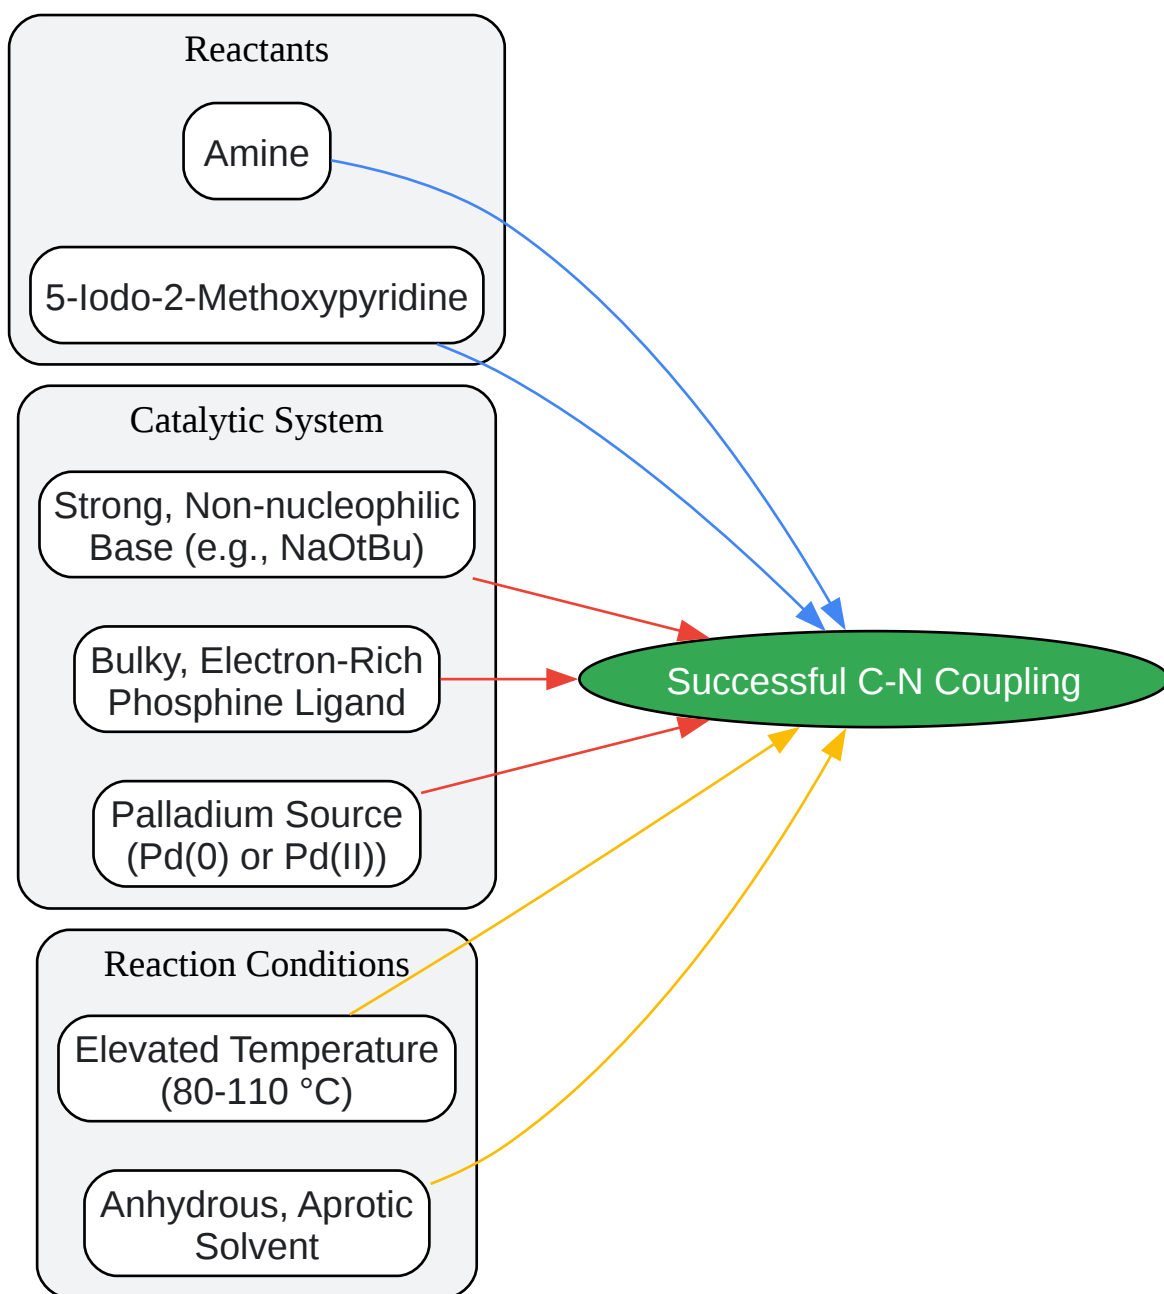 Reactants
Amine
5-Iodo-2-Methoxypyridine
Catalytic System
Strong, Non-nucleophilic
Base (e.g., NaOtBu)
Bulky, Electron-Rich
Phosphine Ligand
Palladium Source
(Pd(0) or Pd(II))
Reaction Conditions
Elevated Temperature
(80-110 °C)
Anhydrous, Aprotic
Solvent
Successful C-N Coupling